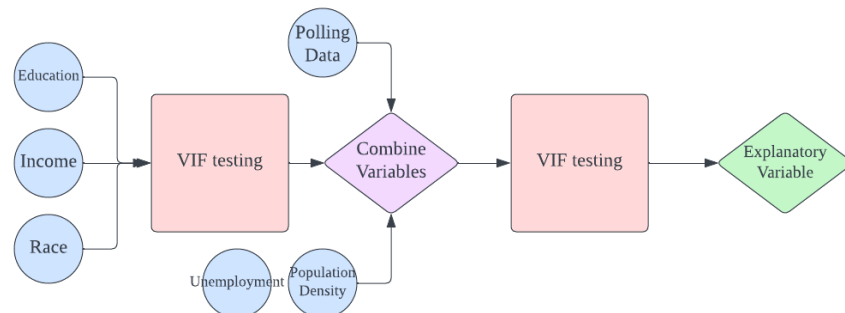 Polling
Data
Education
Income
Race
VIF testing
Combine
Variables
VIF testing
Explanatory
Variable
Unemployment
Population
Density